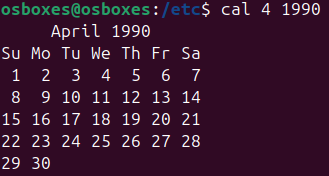 osboxes@osboxes:/etc$ cal 4 1990
     April 1990
Su Mo Tu We Th Fr Sa
 1  2  3  4  5  6  7
 8  9 10 11 12 13 14
15 16 17 18 19 20 21
22 23 24 25 26 27 28
29 30